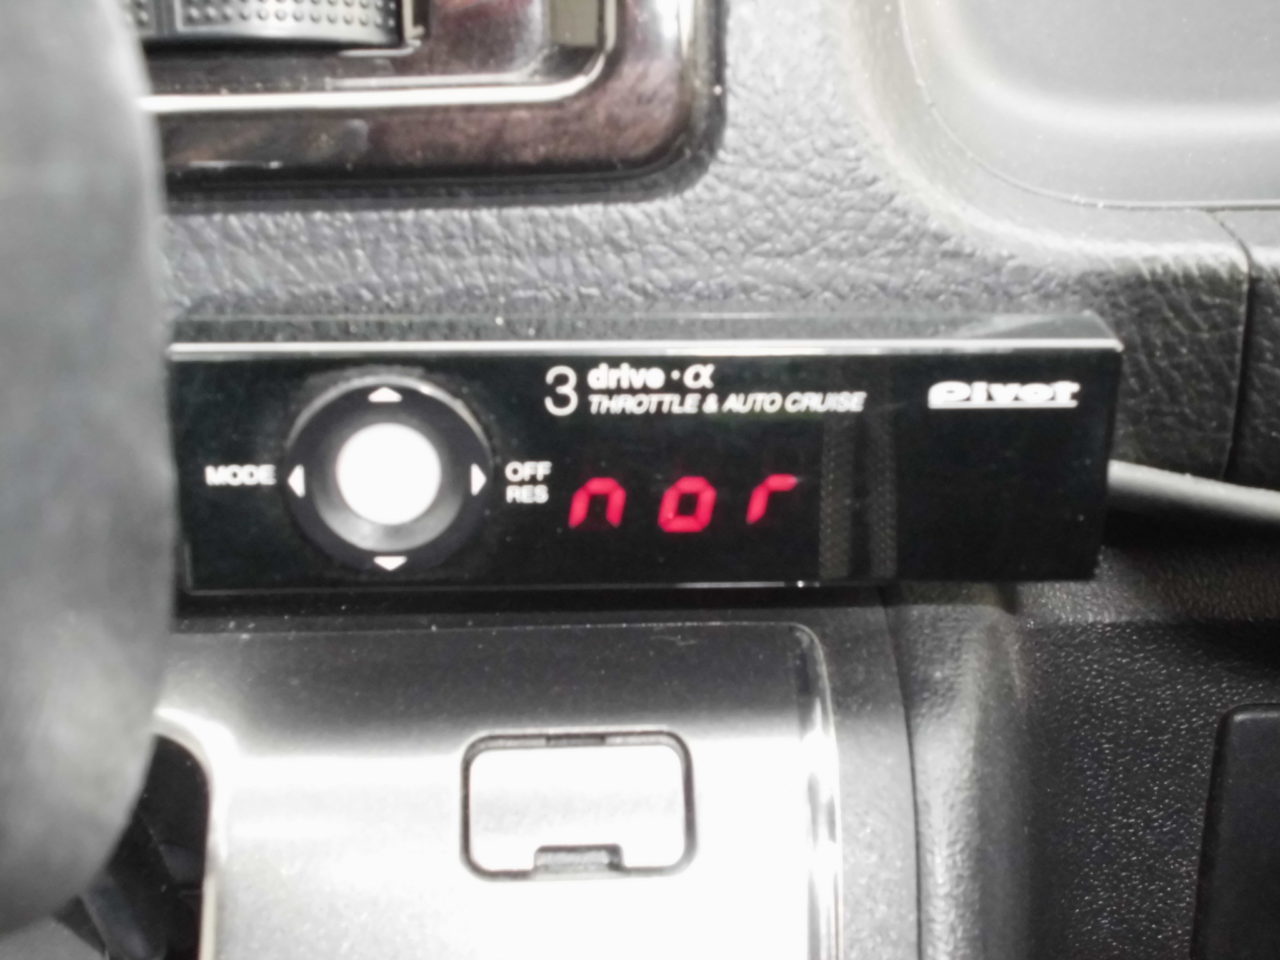 3 drive・α
THROTTLE & AUTO CRUISE
Pivot
MODE
OFF
RES
nor